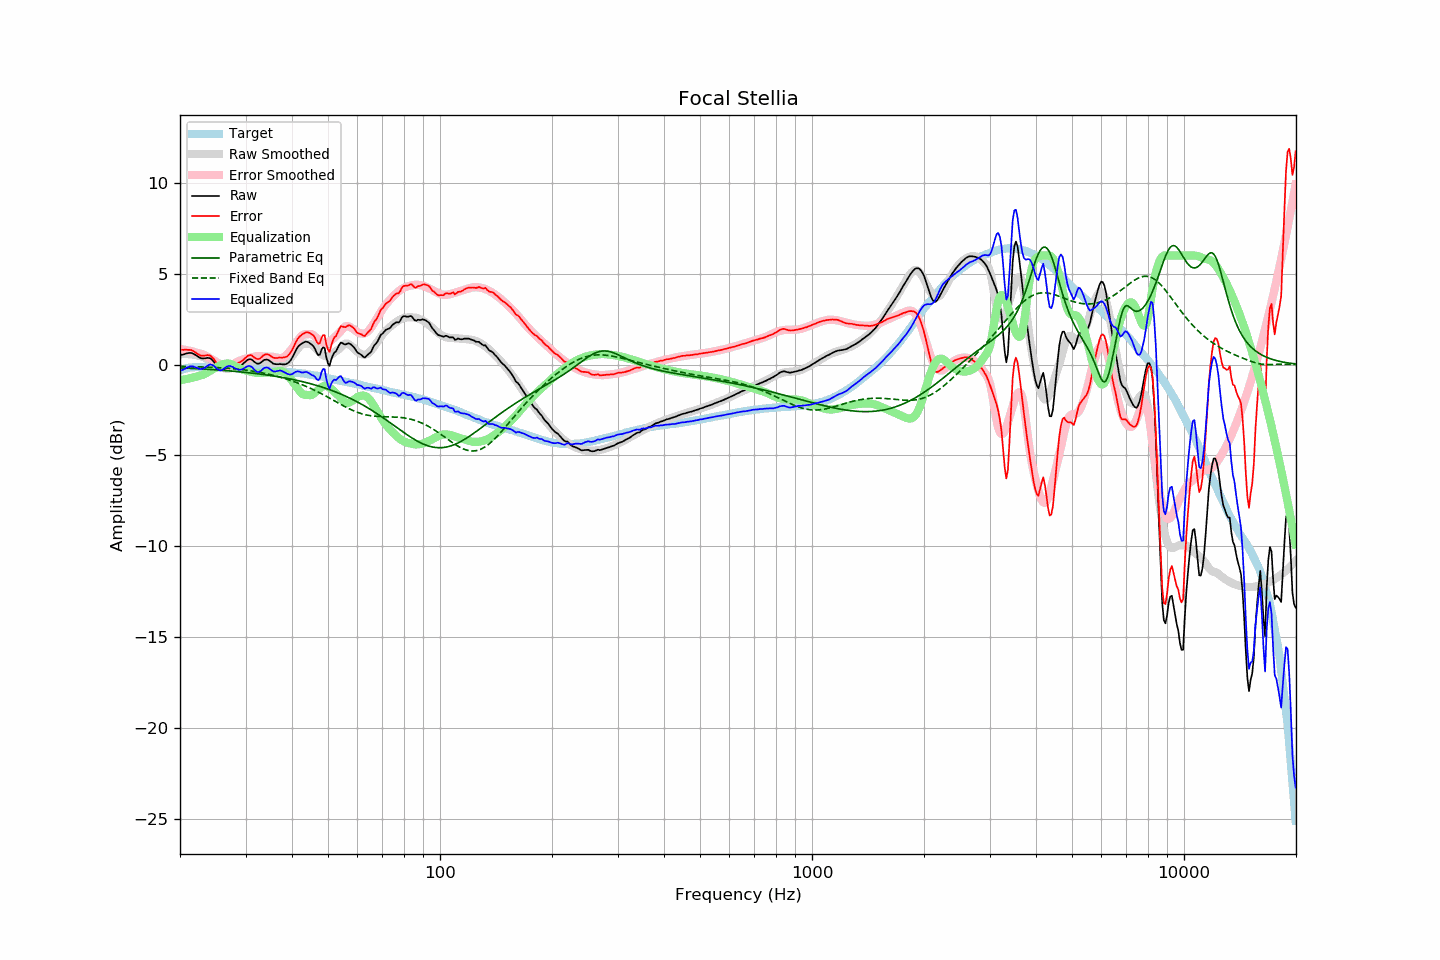 Focal Stellia
Target
Raw Smoothed
Error Smoothed
Raw
Error
Equalization
Parametric Eq
Fixed Band Eq
Equalized
10
5
0
−5
−10
−15
−20
−25
Amplitude (dBr)
100
1000
10000
Frequency (Hz)